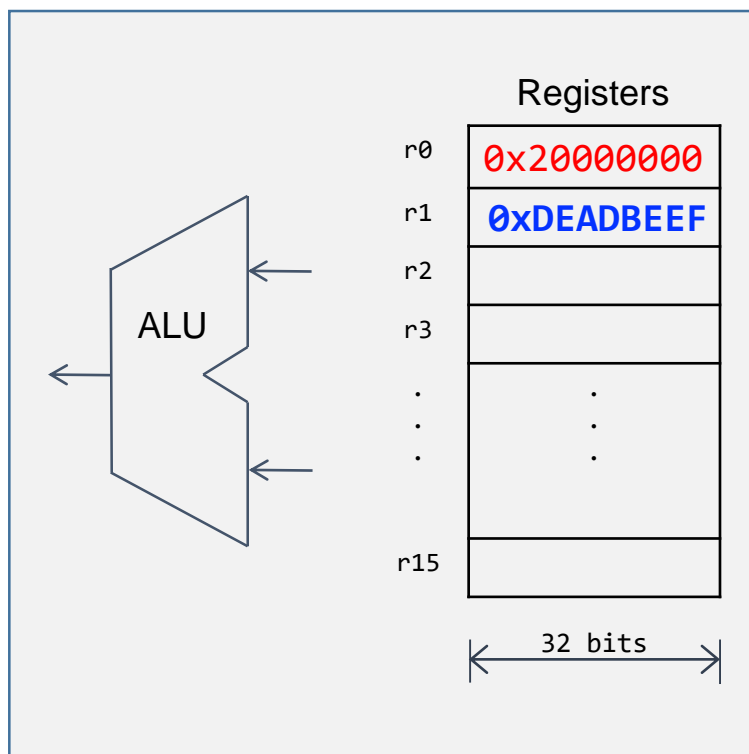 Registers
r0 0x20000000
r1 0xDEADBEEF
r2
r3
ALU
. .
. .
. .
r15
32 bits